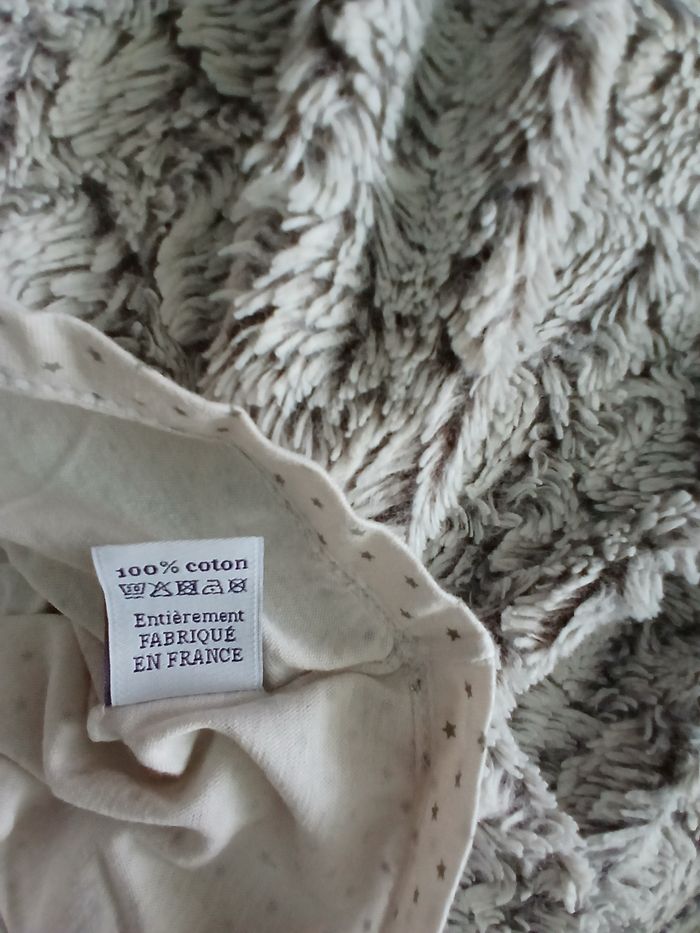 100% coton
Entièrement
FABRIQUÉ
EN FRANCE